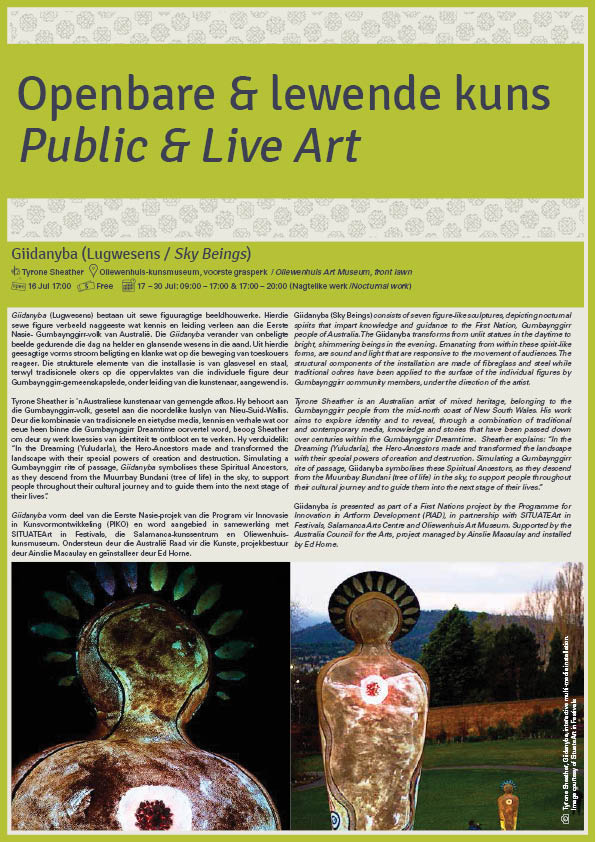 Openbare & lewende kuns
Public & Live Art
Giidanyba (Lugwesens / Sky Beings)
Tyrone Sheather Oliewenhuis-kunsmuseum, voorste grasperk / Oliewenhuis Art Museum, front lawn
16 Jul 17:00 Free 17 – 30 Jul; 09:00 – 17:00 & 17:00 – 20:00 (Nagtelike werk /Nocturnal work)
Giidanyba (Lugwesens) bestaan uit sewe figuuragtige beeldhouwerke. Hierdie
sewe figure verbeeld naggeeste wat kennis en leiding verleen aan die Eerste
Nasie- Gumbaynggirr-volk van Australië. Die Giidanyba verander van onbeligte
beelde gedurende die dag na helder en glansende wesens in die aand. Uit hierdie
geesagtige vorms stroom beligting en klanke wat op die beweging van toeskouers
reageer. Die strukturele elemente van die installasie is van glasvesel en staal,
terwyl tradisionele okers op die oppervlaktes van die individuele figure deur
Gumbaynggirr-gemeenskapslede, onder leiding van die kunstenaar, aangewend is.
Tyrone Sheather is 'n Australiese kunstenaar van gemengde afkoms. Hy behoort aan
die Gumbaynggirr-volk, gesetel aan die noordelike kuslyn van Nieu-Suid-Wallis.
Deur die kombinasie van tradisionele en eietydse media, kennis en verhale wat oor
eeue heen binne die Gumbaynggirr Dreamtime oorvertel word, beoog Sheather
om deur sy werk kwessies van identiteit te ontbloot en te verken. Hy verduidelik:
"In the Dreaming (Yuludarla), the Hero-Ancestors made and transformed the
landscape with their special powers of creation and destruction. Simulating a
Gumbaynggirr rite of passage, Giidanyba symbolises these Spiritual Ancestors,
as they descend from the Muurrbay Bundani (tree of life) in the sky, to support
people throughout their cultural journey and to guide them into the next stage of
their lives".
Giidanyba vorm deel van die Eerste Nasie-projek van die Program vir Innovasie
in Kunsvormontwikkeling (PIKO) en word aangebied in samewerking met
SITUATEArt in Festivals, die Salamanca-kunssentrum en Oliewenhuis-
kunsmuseum. Ondersteun deur die Australië Raad vir die Kunste, projekbestuur
deur Ainslie Macaulay en geïnstalleer deur Ed Horne.
Giidanyba (Sky Beings) consists of seven figure-like sculptures, depicting nocturnal
spirits that impart knowledge and guidance to the First Nation, Gumbaynggirr
people of Australia. The Giidanyba transforms from unlit statues in the daytime to
bright, shimmering beings in the evening. Emanating from within these spirit-like
forms, are sound and light that are responsive to the movement of audiences. The
structural components of the installation are made of fibreglass and steel while
traditional ochres have been applied to the surface of the individual figures by
Gumbaynggirr community members, under the direction of the artist.
Tyrone Sheather is an Australian artist of mixed heritage, belonging to the
Gumbaynggirr people from the mid-north coast of New South Wales. His work
aims to explore identity and to reveal, through a combination of traditional
and contemporary media, knowledge and stories that have been passed down
over centuries within the Gumbaynggirr Dreamtime. Sheather explains: "In the
Dreaming (Yuludarla), the Hero-Ancestors made and transformed the landscape
with their special powers of creation and destruction. Simulating a Gumbaynggirr
rite of passage, Giidanyba symbolises these Spiritual Ancestors, as they descend
from the Muurrbay Bundani (tree of life) in the sky, to support people throughout
their cultural journey and to guide them into the next stage of their lives".
Giidanyba is presented as part of a First Nations project by the Programme for
Innovation in Artform Development (PIAD), in partnership with SITUATEArt in
Festivals, Salamanca Arts Centre and Oliewenhuis Art Museum. Supported by the
Australia Council for the Arts, project managed by Ainslie Macaulay and installed
by Ed Horne.
Tyrone Sheather, Giidanyba, interactive multi-media installation.
Image courtesy of Situate Art in Festivals